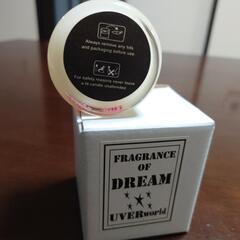 Always remove any lids
and packaging before use
For safety reasons never leave
a lit candle unattended
FRAGRANCE
OF
DREAM
UVERworld